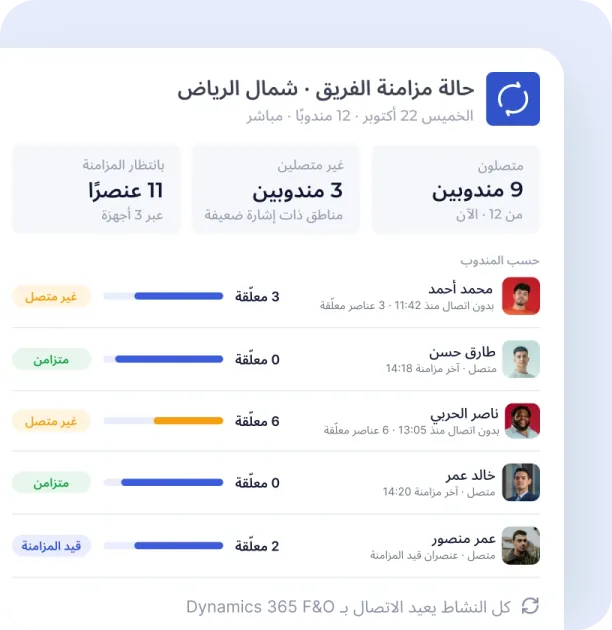 حالة مزامنة الفريق · شمال الرياض
الخميس 22 أكتوبر · 12 مندوبًا · مباشر
متصلون
9 مندوبين
من 12 · الآن
غير متصلين
3 مندوبين
مناطق ذات إشارة ضعيفة
بانتظار المزامنة
11 عنصرًا
عبر 3 أجهزة
حسب المندوب
محمد أحمد
بدون اتصال منذ 11:42 · 3 عناصر معلّقة
3 معلّقة
غير متصل
طارق حسن
متصل · آخر مزامنة 14:18
0 معلّقة
متزامن
ناصر الحربي
بدون اتصال منذ 13:05 · 6 عناصر معلّقة
6 معلّقة
غير متصل
خالد عمر
متصل · آخر مزامنة 14:20
0 معلّقة
متزامن
عمر منصور
متصل · عنصران قيد المزامنة
2 معلّقة
قيد المزامنة
كل النشاط يعيد الاتصال بـ Dynamics 365 F&O